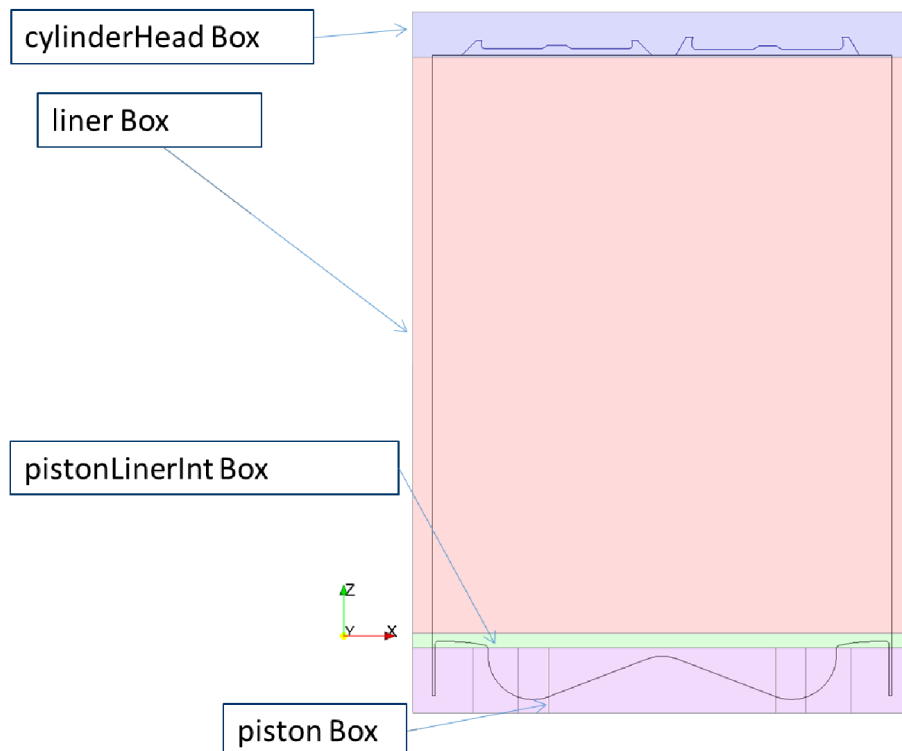 cylinderHead Box
liner Box
pistonLinerInt Box
Z
Y
X
piston Box